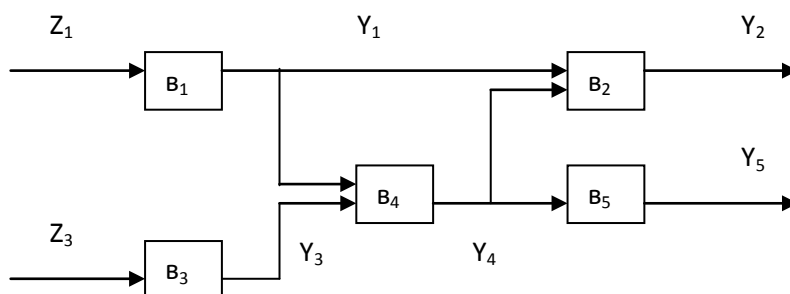 Z₁ Y₁ Y₂
B₁ B₂
Y₅
B₄ B₅
Z₃ Y₃ Y₄
B₃